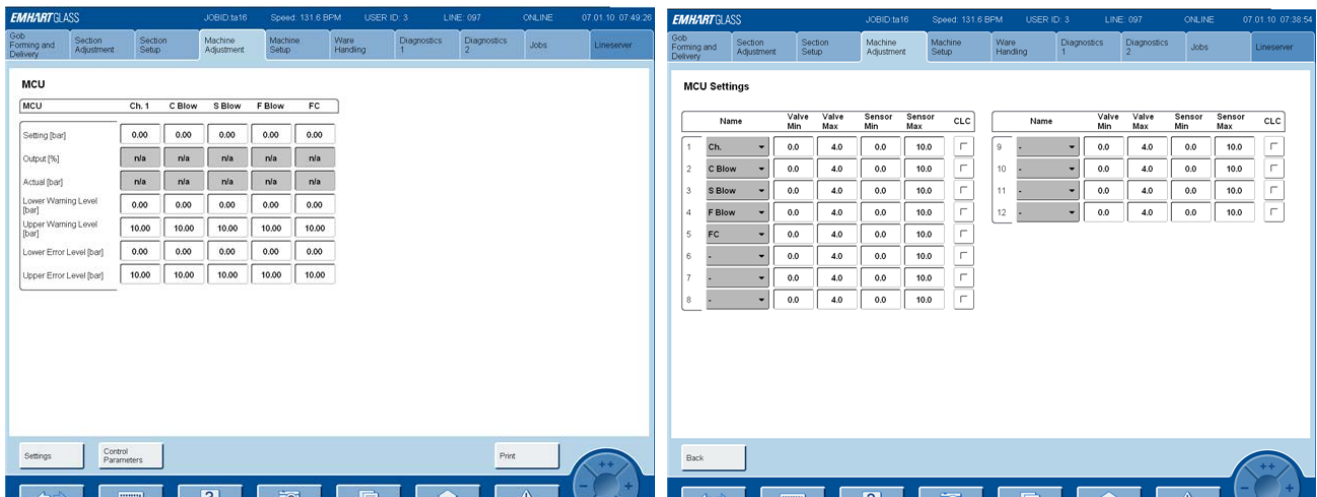 EMHARTGLASS JOBID:ta16 Speed: 131.6 BPM USER ID: 3 LINE: 097 ONLINE 07.01.10 07:49:26
Gob Forming and Delivery
Section Adjustment
Section Setup
Machine Adjustment
Machine Setup
Ware Handling
Diagnostics 1
Diagnostics 2
Jobs
Lineserver
MCU
MCU Ch. 1 C Blow S Blow F Blow FC
Setting [bar] 0.00 0.00 0.00 0.00 0.00
Output [%] n/a n/a n/a n/a n/a
Actual [bar] n/a n/a n/a n/a n/a
Lower Warning Level [bar] 0.00 0.00 0.00 0.00 0.00
Upper Warning Level [bar] 10.00 10.00 10.00 10.00 10.00
Lower Error Level [bar] 0.00 0.00 0.00 0.00 0.00
Upper Error Level [bar] 10.00 10.00 10.00 10.00 10.00
Settings
Control Parameters
Print
++
- +
?
EMHARTGLASS JOBID:ta16 Speed: 131.6 BPM USER ID: 3 LINE: 097 ONLINE 07.01.10 07:38:54
Gob Forming and Delivery
Section Adjustment
Section Setup
Machine Adjustment
Machine Setup
Ware Handling
Diagnostics 1
Diagnostics 2
Jobs
Lineserver
MCU Settings
Name Valve Min Valve Max Sensor Min Sensor Max CLC
1 Ch. 0.0 4.0 0.0 10.0
2 C Blow 0.0 4.0 0.0 10.0
3 S Blow 0.0 4.0 0.0 10.0
4 F Blow 0.0 4.0 0.0 10.0
5 FC 0.0 4.0 0.0 10.0
6 - 0.0 4.0 0.0 10.0
7 - 0.0 4.0 0.0 10.0
8 - 0.0 4.0 0.0 10.0
Name Valve Min Valve Max Sensor Min Sensor Max CLC
9 - 0.0 4.0 0.0 10.0
10 - 0.0 4.0 0.0 10.0
11 - 0.0 4.0 0.0 10.0
12 - 0.0 4.0 0.0 10.0
Back
++
- +
?